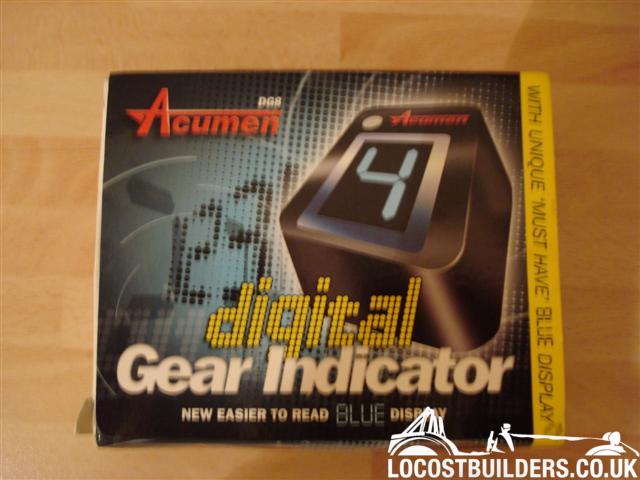 DG8
Acumen
Acumen
4
digital
Gear Indicator
NEW EASIER TO READ BLUE DISPLAY
WITH UNIQUE 'MUST HAVE' BLUE DISPLAY
LOCOSTBUILDERS.CO.UK